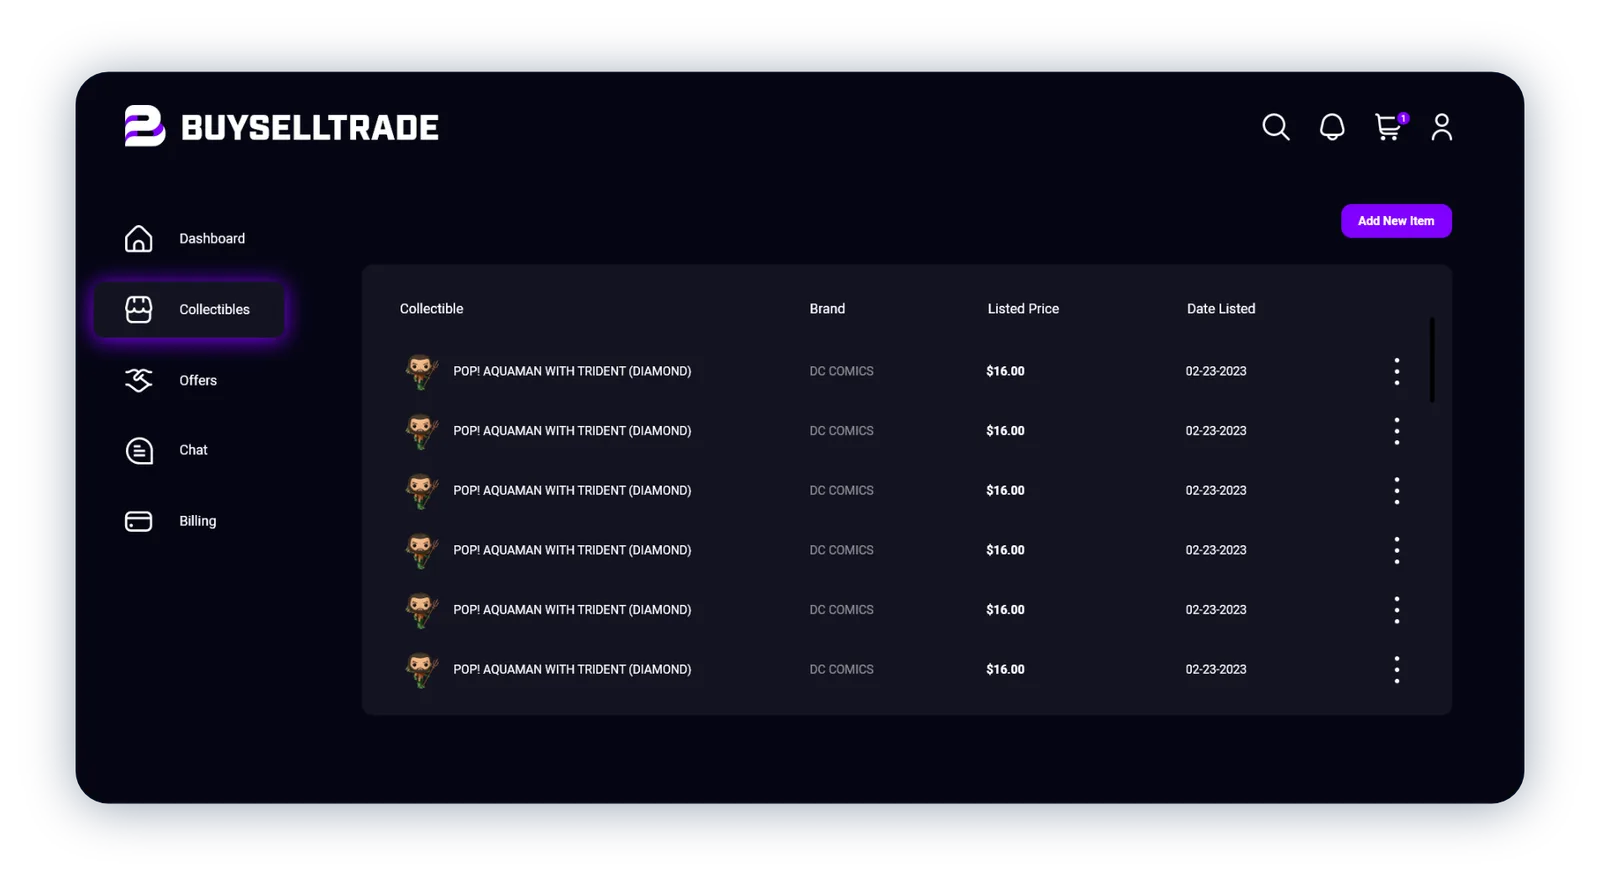 BUYSELLTRADE
1
Add New Item
Dashboard
Collectibles
Offers
Chat
Billing
Collectible Brand Listed Price Date Listed
POP! AQUAMAN WITH TRIDENT (DIAMOND) DC COMICS $16.00 02-23-2023
POP! AQUAMAN WITH TRIDENT (DIAMOND) DC COMICS $16.00 02-23-2023
POP! AQUAMAN WITH TRIDENT (DIAMOND) DC COMICS $16.00 02-23-2023
POP! AQUAMAN WITH TRIDENT (DIAMOND) DC COMICS $16.00 02-23-2023
POP! AQUAMAN WITH TRIDENT (DIAMOND) DC COMICS $16.00 02-23-2023
POP! AQUAMAN WITH TRIDENT (DIAMOND) DC COMICS $16.00 02-23-2023